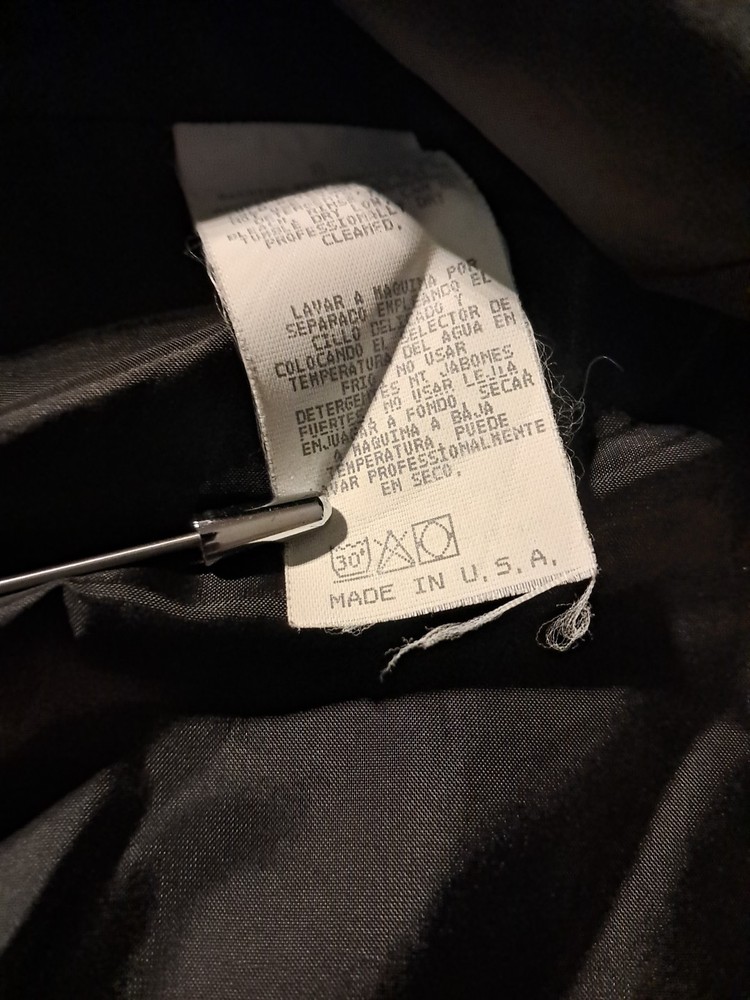 TUMBLE DRY LOW.
PROFESSIONALLY
CLEANED.
LAVAR A MAQUINA POR
SEPARADO EMPLEANDO EL
CICLO DELICADO Y
COLOCANDO EL SELECTOR DE
TEMPERATURA DEL AGUA EN
FRIO. NO USAR
DETERGENTES NI JABONES
FUERTES. NO USAR LEJIA
ENJUAGAR A FONDO. SECAR
A MAQUINA A BAJA
TEMPERATURA. PUEDE
LAVAR PROFESSIONALMENTE
EN SECO.
30°
MADE IN U.S.A.